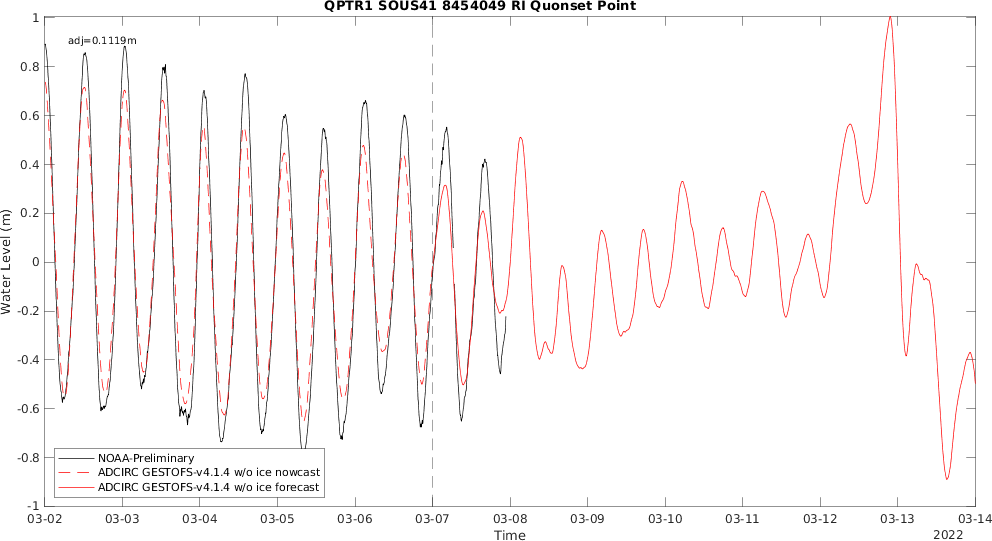 QPTR1 SOUS41 8454049 RI Quonset Point
adj=0.1119m
1
0.8
0.6
0.4
0.2
0
-0.2
-0.4
-0.6
-0.8
-1
Water Level (m)
NOAA-Preliminary
ADCIRC GESTOFS-v4.1.4 w/o ice nowcast
ADCIRC GESTOFS-v4.1.4 w/o ice forecast
03-02 03-03 03-04 03-05 03-06 03-07 03-08 03-09 03-10 03-11 03-12 03-13 03-14
Time
2022